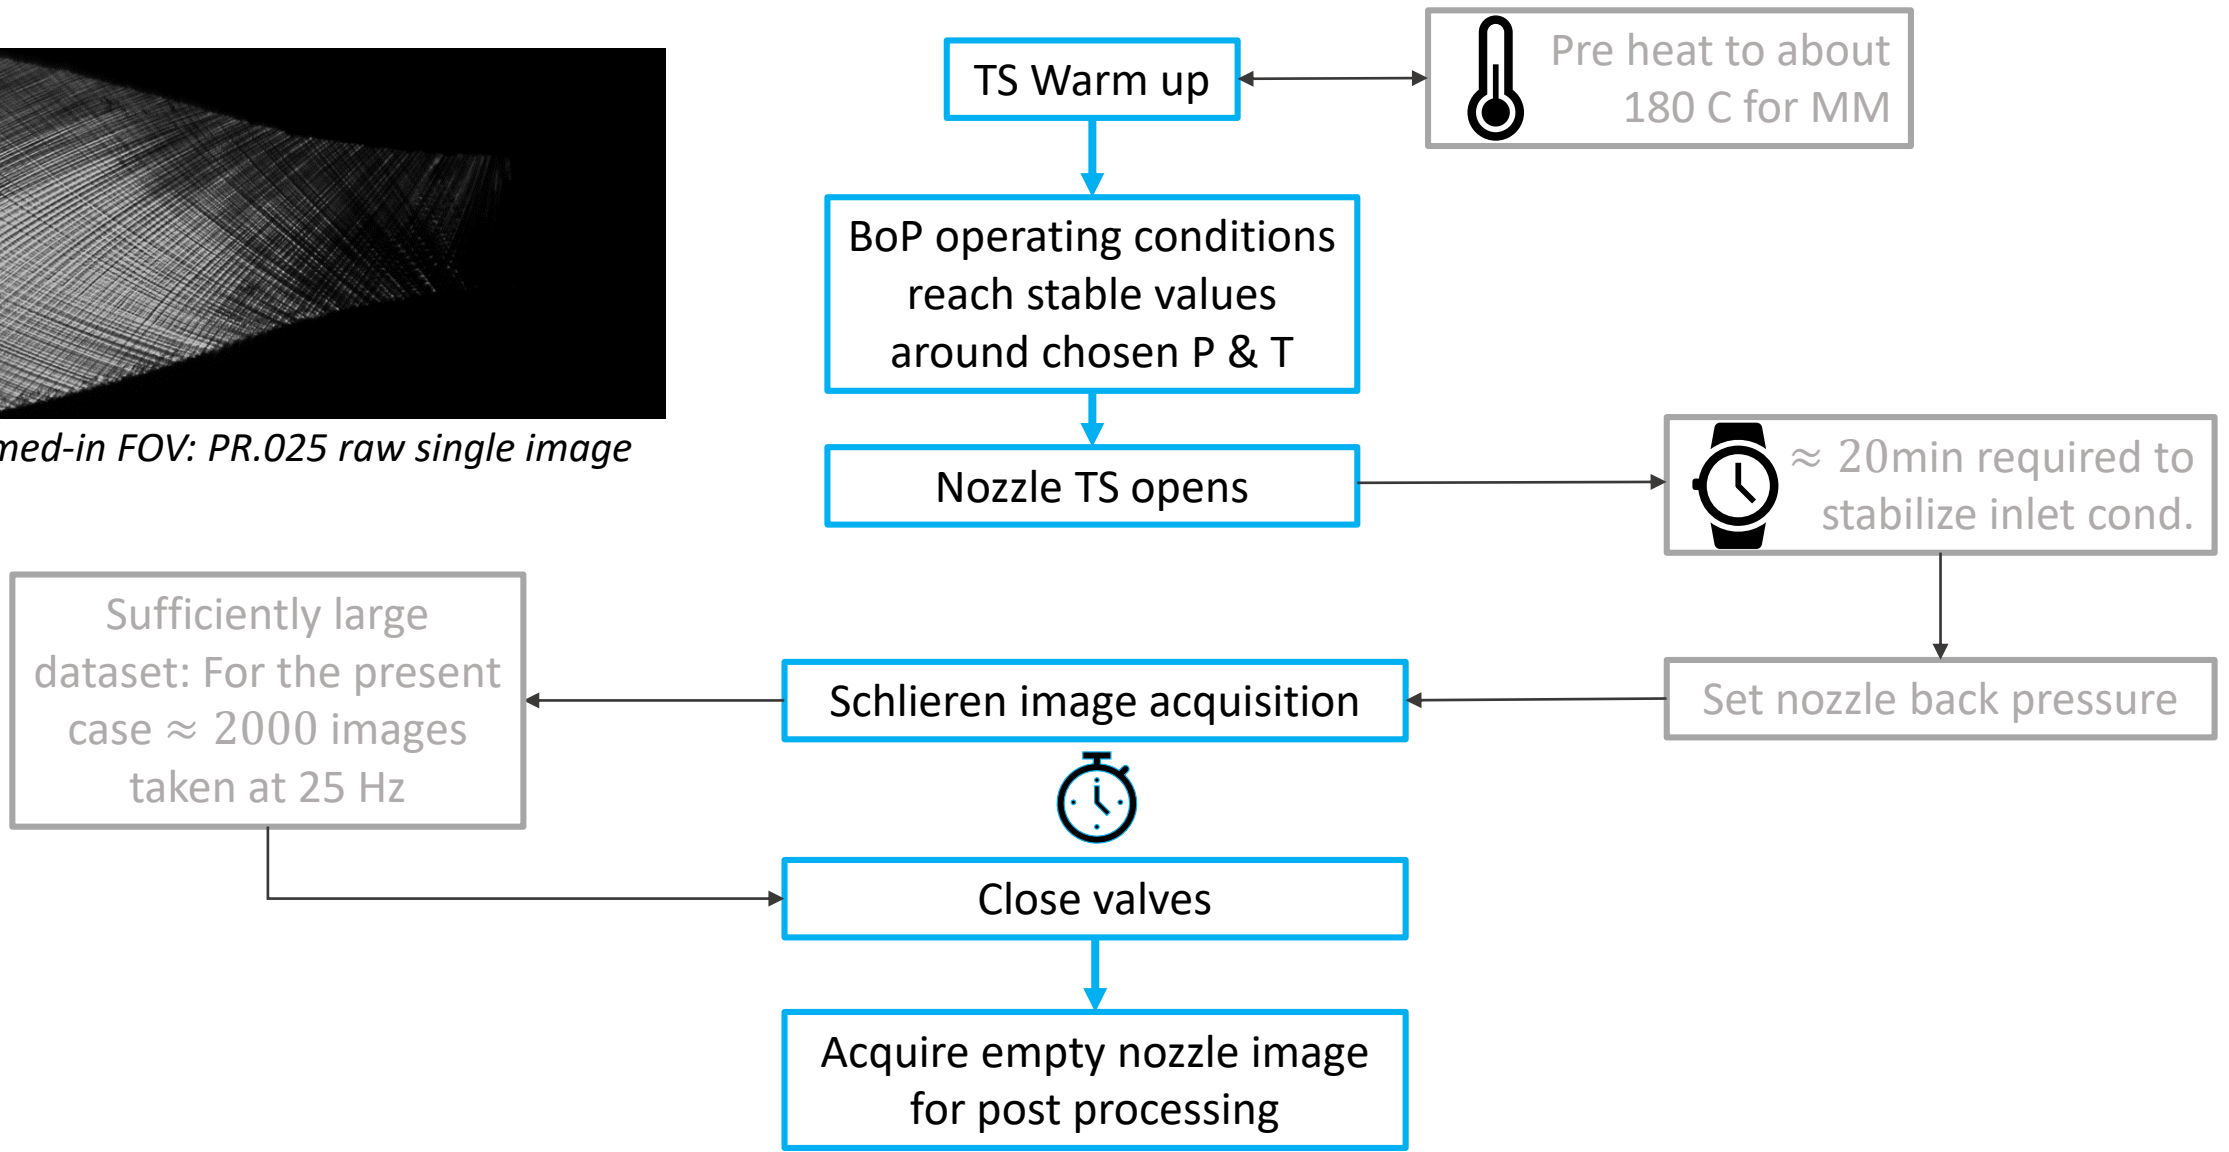 TS Warm up
Pre heat to about
180 C for MM
BoP operating conditions
reach stable values
around chosen P & T
med-in FOV: PR.025 raw single image
Nozzle TS opens
≈ 20min required to
stabilize inlet cond.
Sufficiently large
dataset: For the present
case ≈ 2000 images
taken at 25 Hz
Schlieren image acquisition
Set nozzle back pressure
Close valves
Acquire empty nozzle image
for post processing